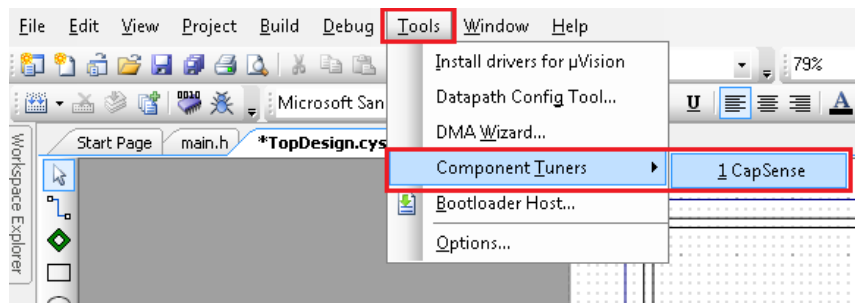 File Edit View Project Build Debug Tools Window Help
Install drivers for µVision
79%
Microsoft San
Datapath Config Tool...
U A
Start Page main.h *TopDesign.cys
DMA Wizard...
Component Tuners 1 CapSense
Bootloader Host...
Options...
Workspace Explorer